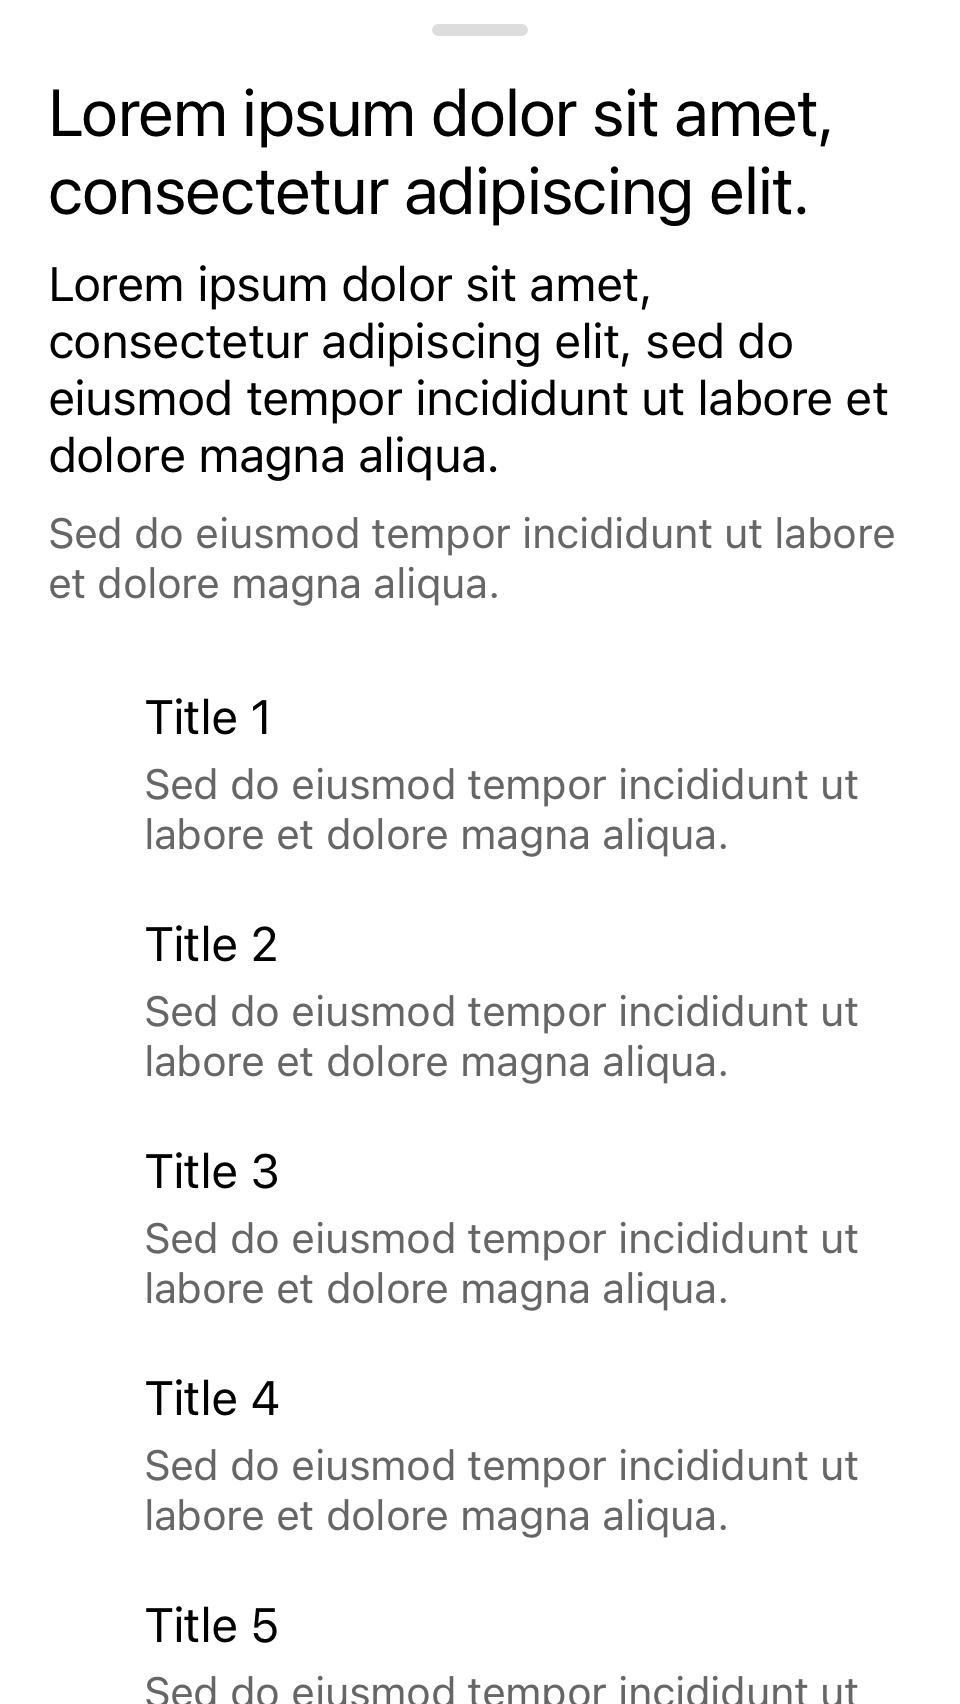 Lorem ipsum dolor sit amet,
consectetur adipiscing elit.
Lorem ipsum dolor sit amet,
consectetur adipiscing elit, sed do
eiusmod tempor incididunt ut labore et
dolore magna aliqua.
Sed do eiusmod tempor incididunt ut labore
et dolore magna aliqua.
Title 1
Sed do eiusmod tempor incididunt ut
labore et dolore magna aliqua.
Title 2
Sed do eiusmod tempor incididunt ut
labore et dolore magna aliqua.
Title 3
Sed do eiusmod tempor incididunt ut
labore et dolore magna aliqua.
Title 4
Sed do eiusmod tempor incididunt ut
labore et dolore magna aliqua.
Title 5
Sed do eiusmod tempor incididunt ut